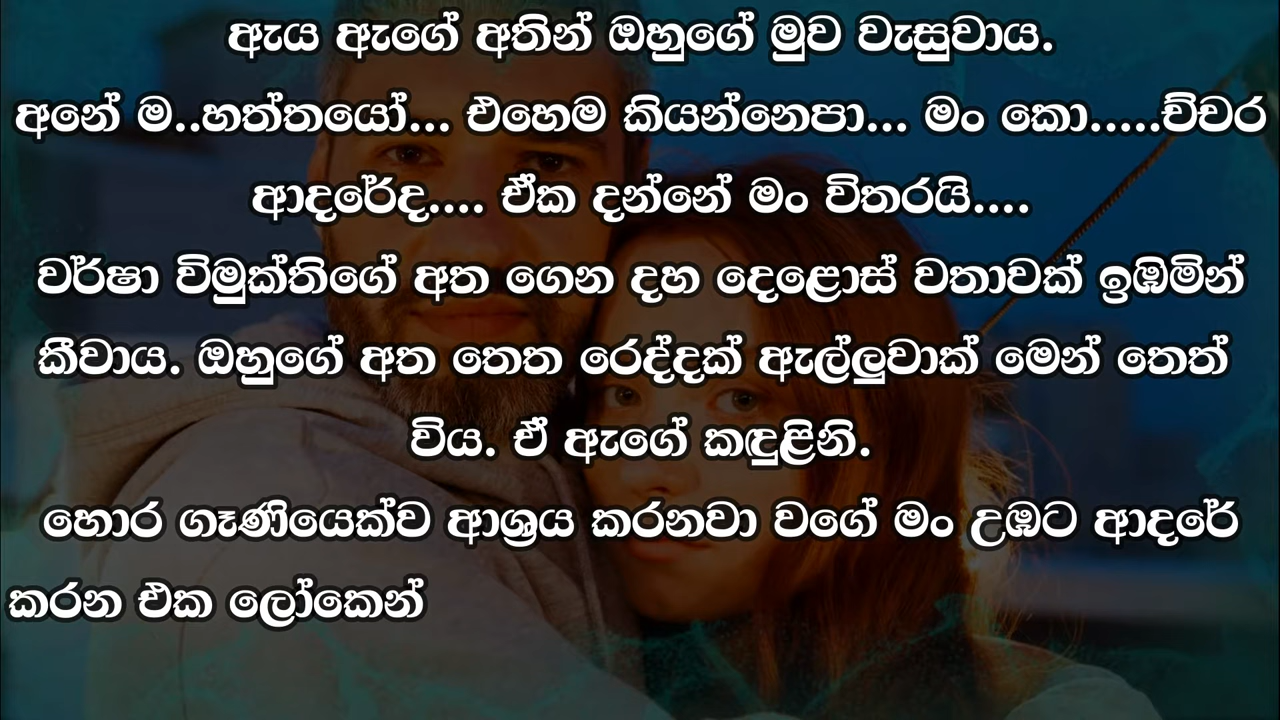 ඇය ඇගේ අතින් ඔහුගේ මුව වැසුවාය.
අනේ ම..හත්තයෝ... එහෙම කියන්නෙපා... මං කො.....ච්චර
ආදරේද.... ඒක දන්නේ මං විතරයි....
වර්ෂා විමුක්තිගේ අත ගෙන දහ දෙළොස් වතාවක් ඉඹිමින්
කීවාය. ඔහුගේ අත තෙත රෙද්දක් ඇල්ලුවාක් මෙන් තෙත්
විය. ඒ ඇගේ කඳුළිනි.
හොර ගෑණියෙක්ව ආශ්‍රය කරනවා වගේ මං උඹට ආදරේ
කරන එක ලෝකෙන්